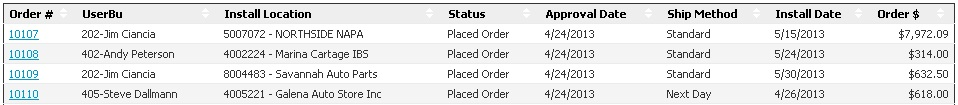 Order # UserBu Install Location Status Approval Date Ship Method Install Date Order $
10107 202-Jim Ciancia 5007072 - NORTHSIDE NAPA Placed Order 4/24/2013 Standard 5/15/2013 $7,972.09
10108 402-Andy Peterson 4002224 - Marina Cartage IBS Placed Order 4/24/2013 Standard 5/24/2013 $314.00
10109 202-Jim Ciancia 8004483 - Savannah Auto Parts Placed Order 4/24/2013 Standard 5/30/2013 $632.50
10110 405-Steve Dallmann 4005221 - Galena Auto Store Inc Placed Order 4/24/2013 Next Day 4/26/2013 $618.00